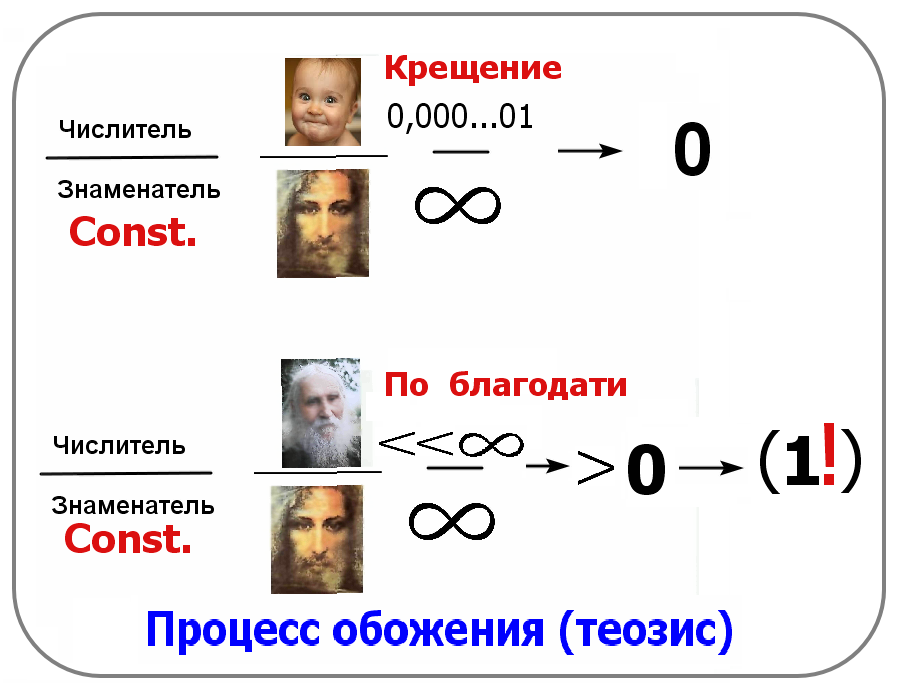 Крещение
0,000...01
Числитель
Знаменатель
Const.
∞
0
По благодати
Числитель
<<∞
Знаменатель
Const.
∞
>0
(1!)
Процесс обожения (теозис)